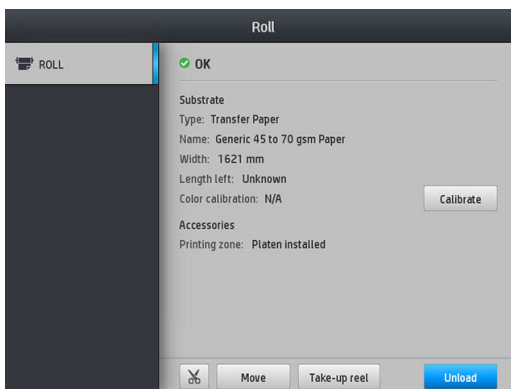 Roll
ROLL
OK
Substrate
Type: Transfer Paper
Name: Generic 45 to 70 gsm Paper
Width: 1621 mm
Length left: Unknown
Color calibration: N/A
Calibrate
Accessories
Printing zone: Platen installed
Move
Take-up reel
Unload